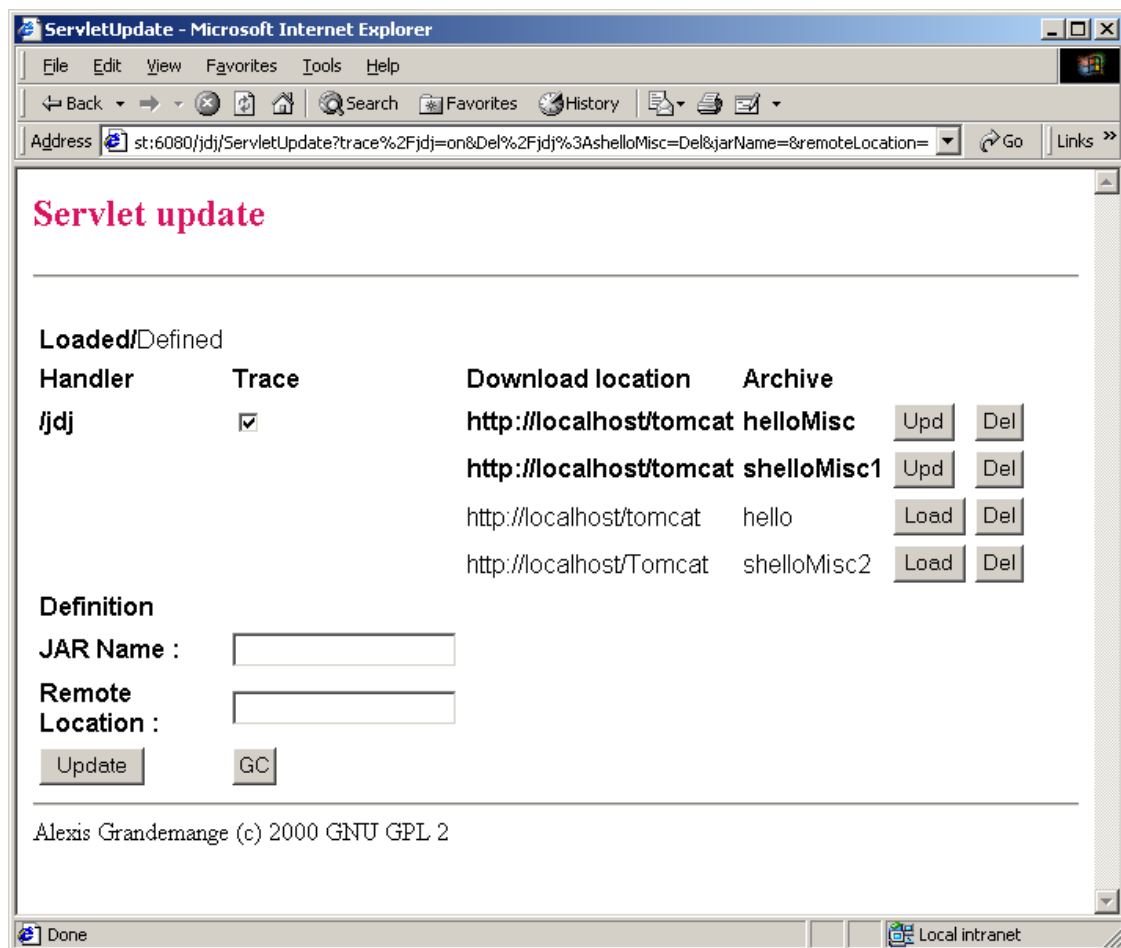 ServletUpdate - Microsoft Internet Explorer
File Edit View Favorites Tools Help
Back Search Favorites History
Address st:6080/jdj/ServletUpdate?trace%2Fjdj=on&Del%2Fjdj%3AshelloMisc=Del&jarName=&remoteLocation= Go Links »
Servlet update
Loaded/Defined
Handler Trace Download location Archive
/jdj http://localhost/tomcat helloMisc Upd Del
http://localhost/tomcat shelloMisc1 Upd Del
http://localhost/tomcat hello Load Del
http://localhost/Tomcat shelloMisc2 Load Del
Definition
JAR Name :
Remote
Location :
Update GC
Alexis Grandemange (c) 2000 GNU GPL 2
Done Local intranet